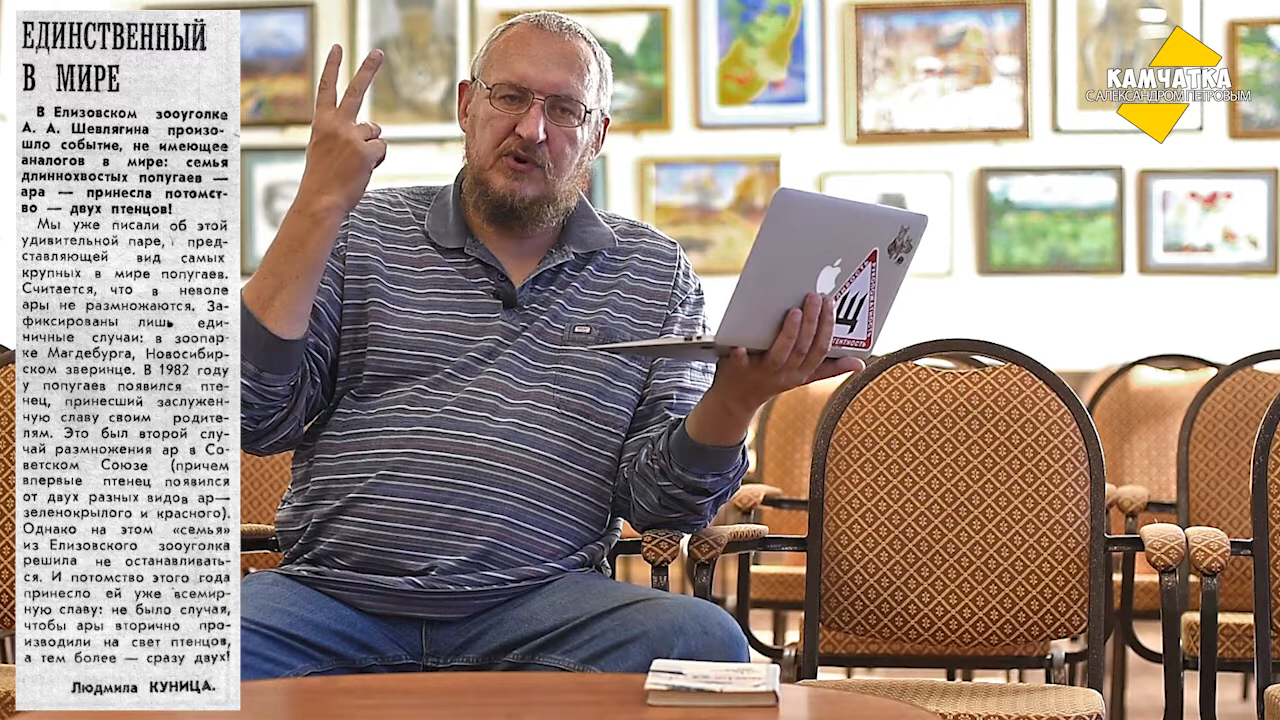 ЕДИНСТВЕННЫЙ
В МИРЕ
В Елизовском зооуголке
А. А. Шевлягина произо-
шло событие, не имеющее
аналогов в мире: семья
длиннохвостых попугаев —
ара — принесла потомст-
во — двух птенцов!
Мы уже писали об этой
удивительной паре, пред-
ставляющей вид самых
крупных в мире попугаев.
Считается, что в неволе
ары не размножаются. За-
фиксированы лишь еди-
ничные случаи: в зоопар-
ке Магдебурга, Новосибир-
ском зверинце. В 1982 году
у попугаев появился пте-
нец, принесший заслужен-
ную славу своим родите-
лям. Это был второй слу-
чай размножения ар в Со-
ветском Союзе (причем
впервые птенец появился
от двух разных видов ар—
зеленокрылого и красного).
Однако на этом «семья»
из Елизовского зооуголка
решила не останавливать-
ся. И потомство этого года
принесло ей уже всемир-
ную славу: не было случая,
чтобы ары вторично про-
изводили на свет птенцов,
а тем более — сразу двух!
Людмила КУНИЦА.
КАМЧАТКА
С АЛЕКСАНДРОМ ПЕТРОВЫМ
Щ